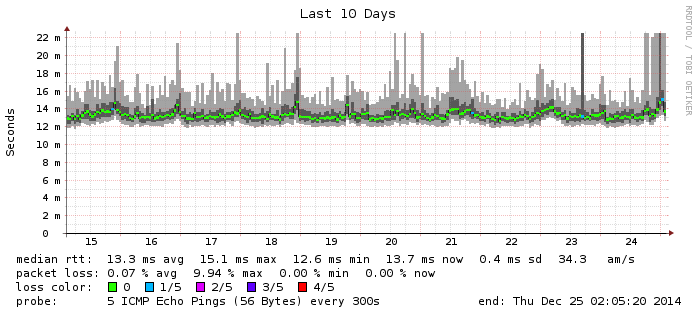 Last 10 Days
RRDTOOL / TOBI OETIKER
Seconds
22 m
20 m
18 m
16 m
14 m
12 m
10 m
8 m
6 m
4 m
2 m
0
15 16 17 18 19 20 21 22 23 24
median rtt: 13.3 ms avg 15.1 ms max 12.6 ms min 13.7 ms now 0.4 ms sd 34.3 am/s
packet loss: 0.07 % avg 9.94 % max 0.00 % min 0.00 % now
loss color: 0 1/5 2/5 3/5 4/5
probe: 5 ICMP Echo Pings (56 Bytes) every 300s end: Thu Dec 25 02:05:20 2014